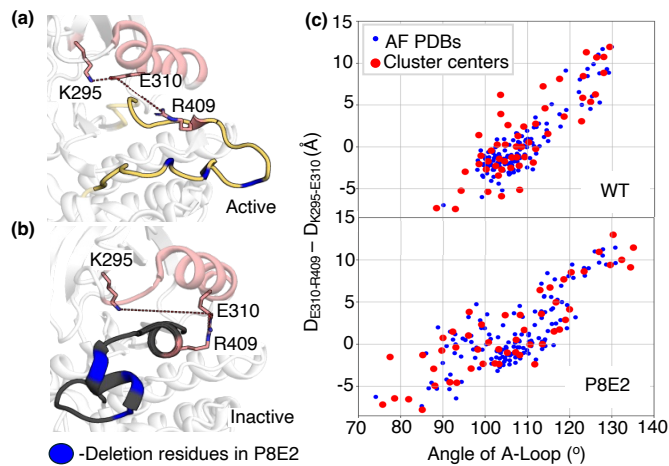 (a)
K295
E310
R409
Active
(b)
K295
E310
R409
Inactive
-Deletion residues in P8E2
(c)
AF PDBs
Cluster centers
D_E310-R409 – D_K295-E310 (Å)
15
10
5
0
-5
WT
15
10
5
0
-5
P8E2
70 80 90 100 110 120 130 140
Angle of A-Loop (°)